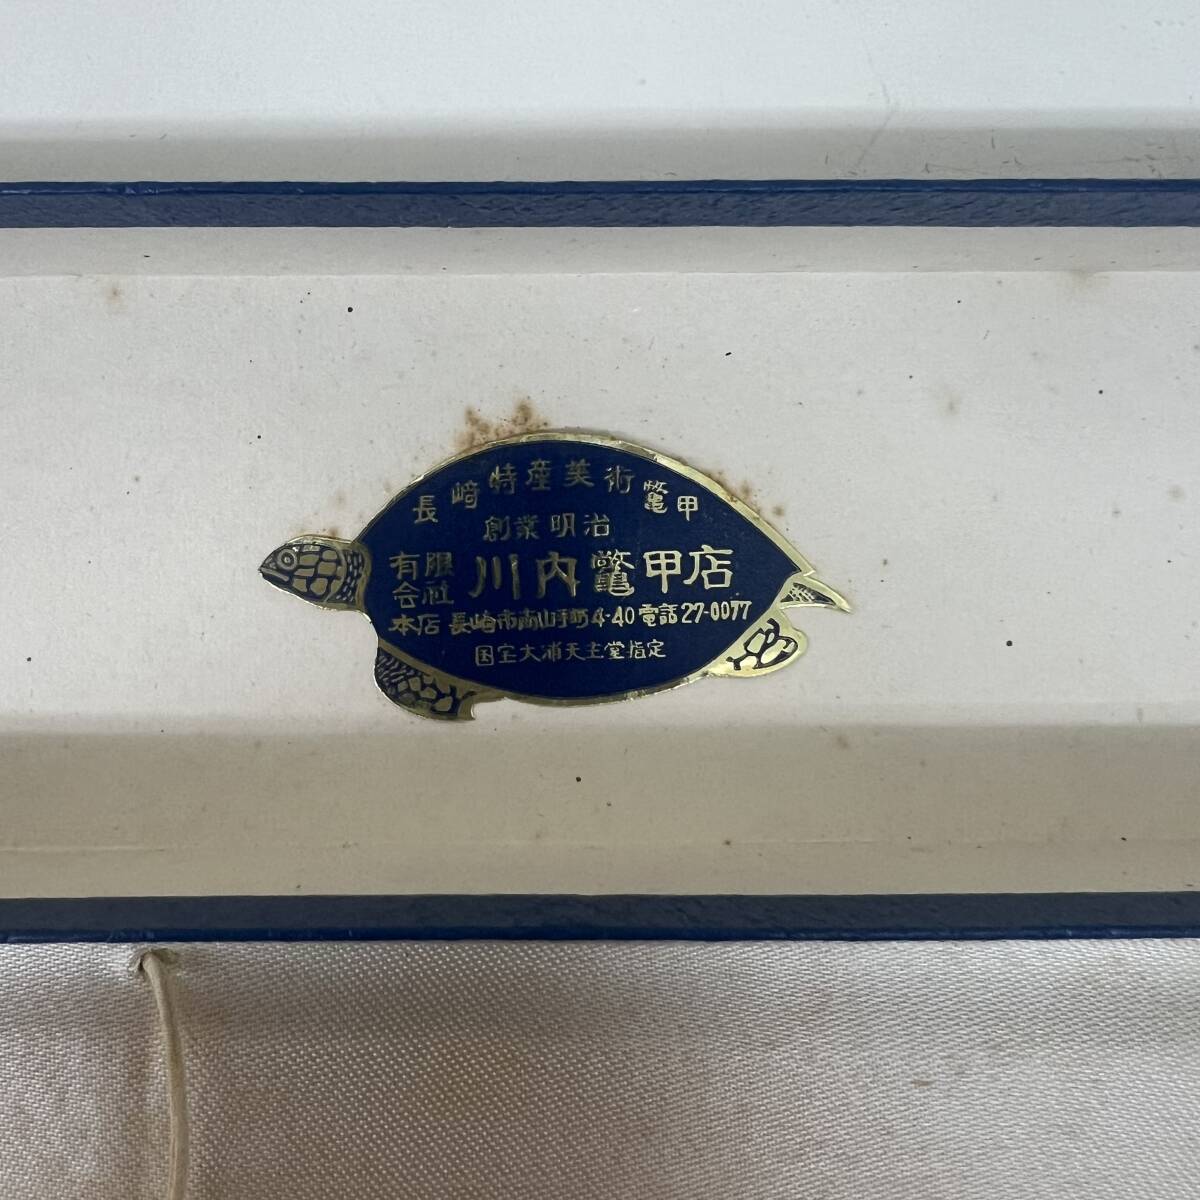 長崎特産美術鼈甲
創業明治
有限会社 川内鼈甲店
本店 長崎市南山手町4-40 電話27-0077
国宝大浦天主堂指定